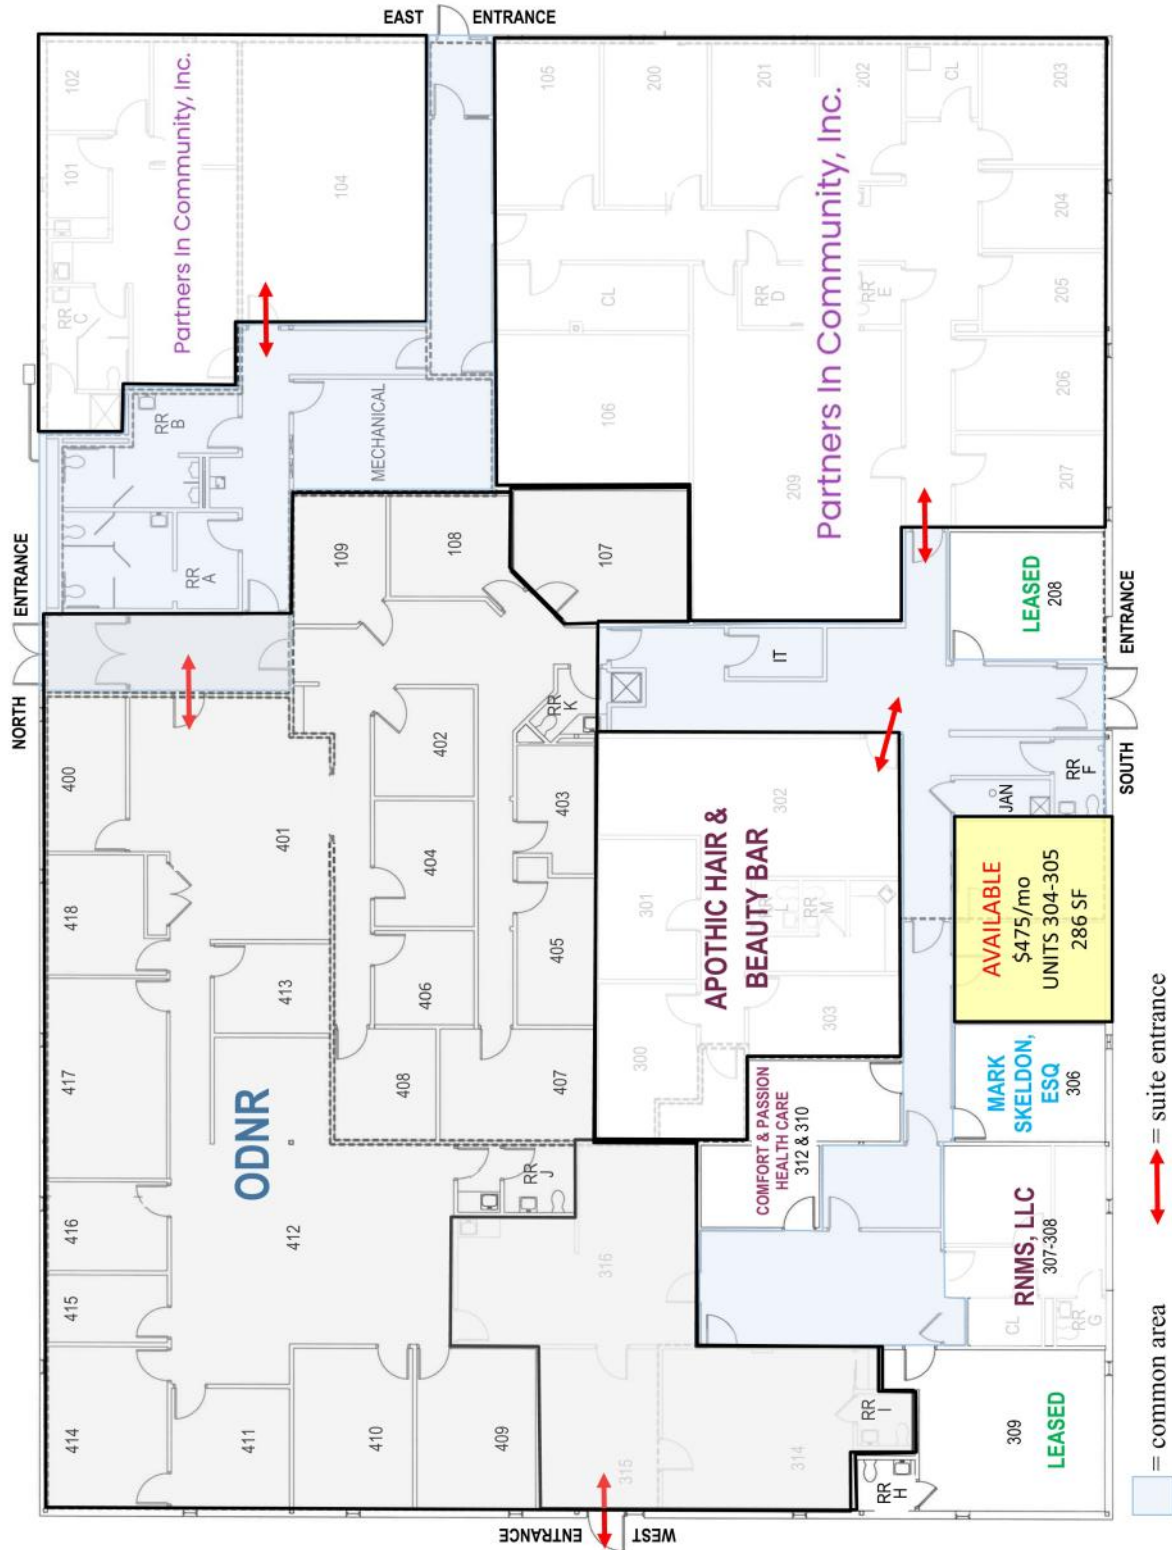 EAST
ENTRANCE
102
Partners In Community, Inc.
101
104
RR
C
105
200
201
202
CL
203
Partners In Community, Inc.
CL
RR
D
RR
E
204
205
106
209
206
207
RR
B
MECHANICAL
RR
A
NORTH
ENTRANCE
109
108
107
LEASED
208
IT
SOUTH
ENTRANCE
400
401
402
RR
K
403
404
405
406
407
408
418
413
417
416
415
414
412
411
410
409
ODNR
RR
J
302
301
RR
L
RR
M
300
303
APOTHIC HAIR &
BEAUTY BAR
JAN
RR
F
AVAILABLE
$475/mo
UNITS 304-305
286 SF
MARK
SKELDON,
ESQ
306
COMFORT & PASSION
HEALTH CARE
312 & 310
RNMS, LLC
307-308
CL
RR
G
316
315
314
RR
I
RR
H
309
LEASED
WEST
ENTRANCE
= common area
= suite entrance